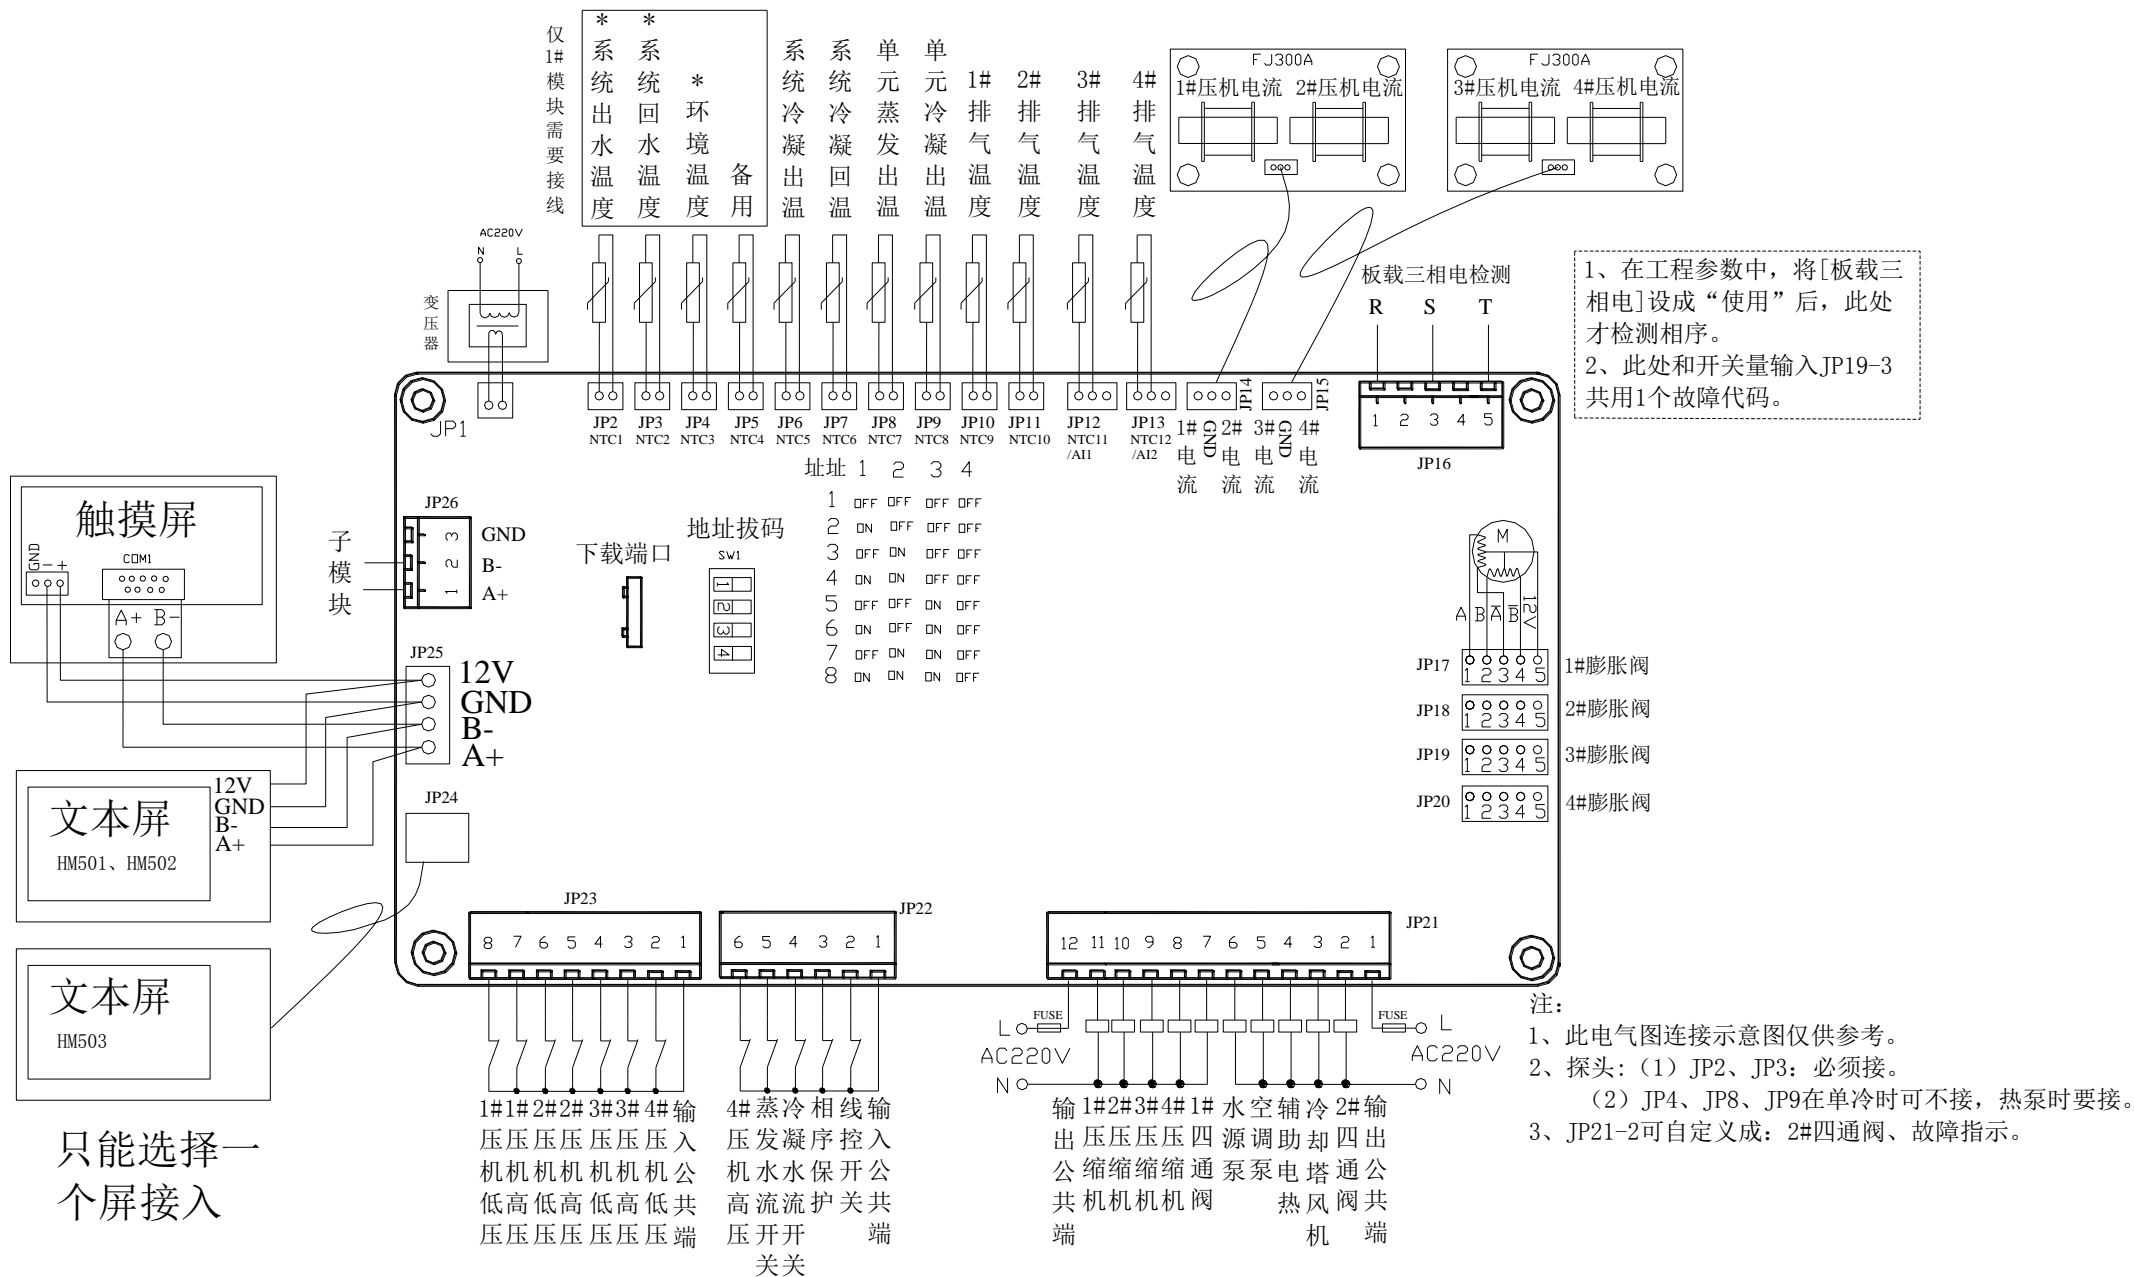 仅1#模块需要接线
*系统出水温度
*系统回水温度
*环境温度
备用
系统冷凝出温
系统冷凝回温
单元蒸发出温
单元冷凝出温
1#排气温度
2#排气温度
3#排气温度
4#排气温度
FJ300A
1#压机电流 2#压机电流
FJ300A
3#压机电流 4#压机电流
AC220V
N L
变压器
板载三相电检测
R S T
1、在工程参数中，将[板载三
相电]设成“使用”后，此处
才检测相序。
2、此处和开关量输入JP19-3
共用1个故障代码。
JP1
JP2 NTC1
JP3 NTC2
JP4 NTC3
JP5 NTC4
JP6 NTC5
JP7 NTC6
JP8 NTC7
JP9 NTC8
JP10 NTC9
JP11 NTC10
JP12 NTC11 /AI1
JP13 NTC12 /AI2
JP14
1#电流 GND 2#电流
JP15
3#电流 GND 4#电流
1 2 3 4 5
JP16
址址 1 2 3 4
1 OFF OFF OFF OFF
2 ON OFF OFF OFF
3 OFF ON OFF OFF
4 ON ON OFF OFF
5 OFF OFF ON OFF
6 ON OFF ON OFF
7 OFF ON ON OFF
8 ON ON ON OFF
地址拔码
SW1
1
2
3
4
下载端口
触摸屏
GND - +
COM1
A+ B-
子模块
JP26
3 GND
2 B-
1 A+
JP25
12V
GND
B-
A+
文本屏
HM501、HM502
12V
GND
B-
A+
JP24
文本屏
HM503
只能选择一
个屏接入
M
A B A̅ B̅ 12V
JP17 1 2 3 4 5 1#膨胀阀
JP18 1 2 3 4 5 2#膨胀阀
JP19 1 2 3 4 5 3#膨胀阀
JP20 1 2 3 4 5 4#膨胀阀
JP23
8 7 6 5 4 3 2 1
1#压机低压
1#压机高压
2#压机低压
2#压机高压
3#压机低压
3#压机高压
4#压机低压
输入公共端
JP22
6 5 4 3 2 1
4#压机高压
蒸发水流开关
冷凝水流开关
相序保护
线控开关
输入公共端
JP21
12 11 10 9 8 7 6 5 4 3 2 1
L FUSE
AC220V
N
FUSE L
AC220V
N
输出公共端
1#压缩机
2#压缩机
3#压缩机
4#压缩机
1#四通阀
水源泵
空调泵
辅助电热
冷却塔风机
2#四通阀
输出公共端
注：
1、此电气图连接示意图仅供参考。
2、探头:（1）JP2、JP3：必须接。
（2）JP4、JP8、JP9在单冷时可不接，热泵时要接。
3、JP21-2可自定义成：2#四通阀、故障指示。